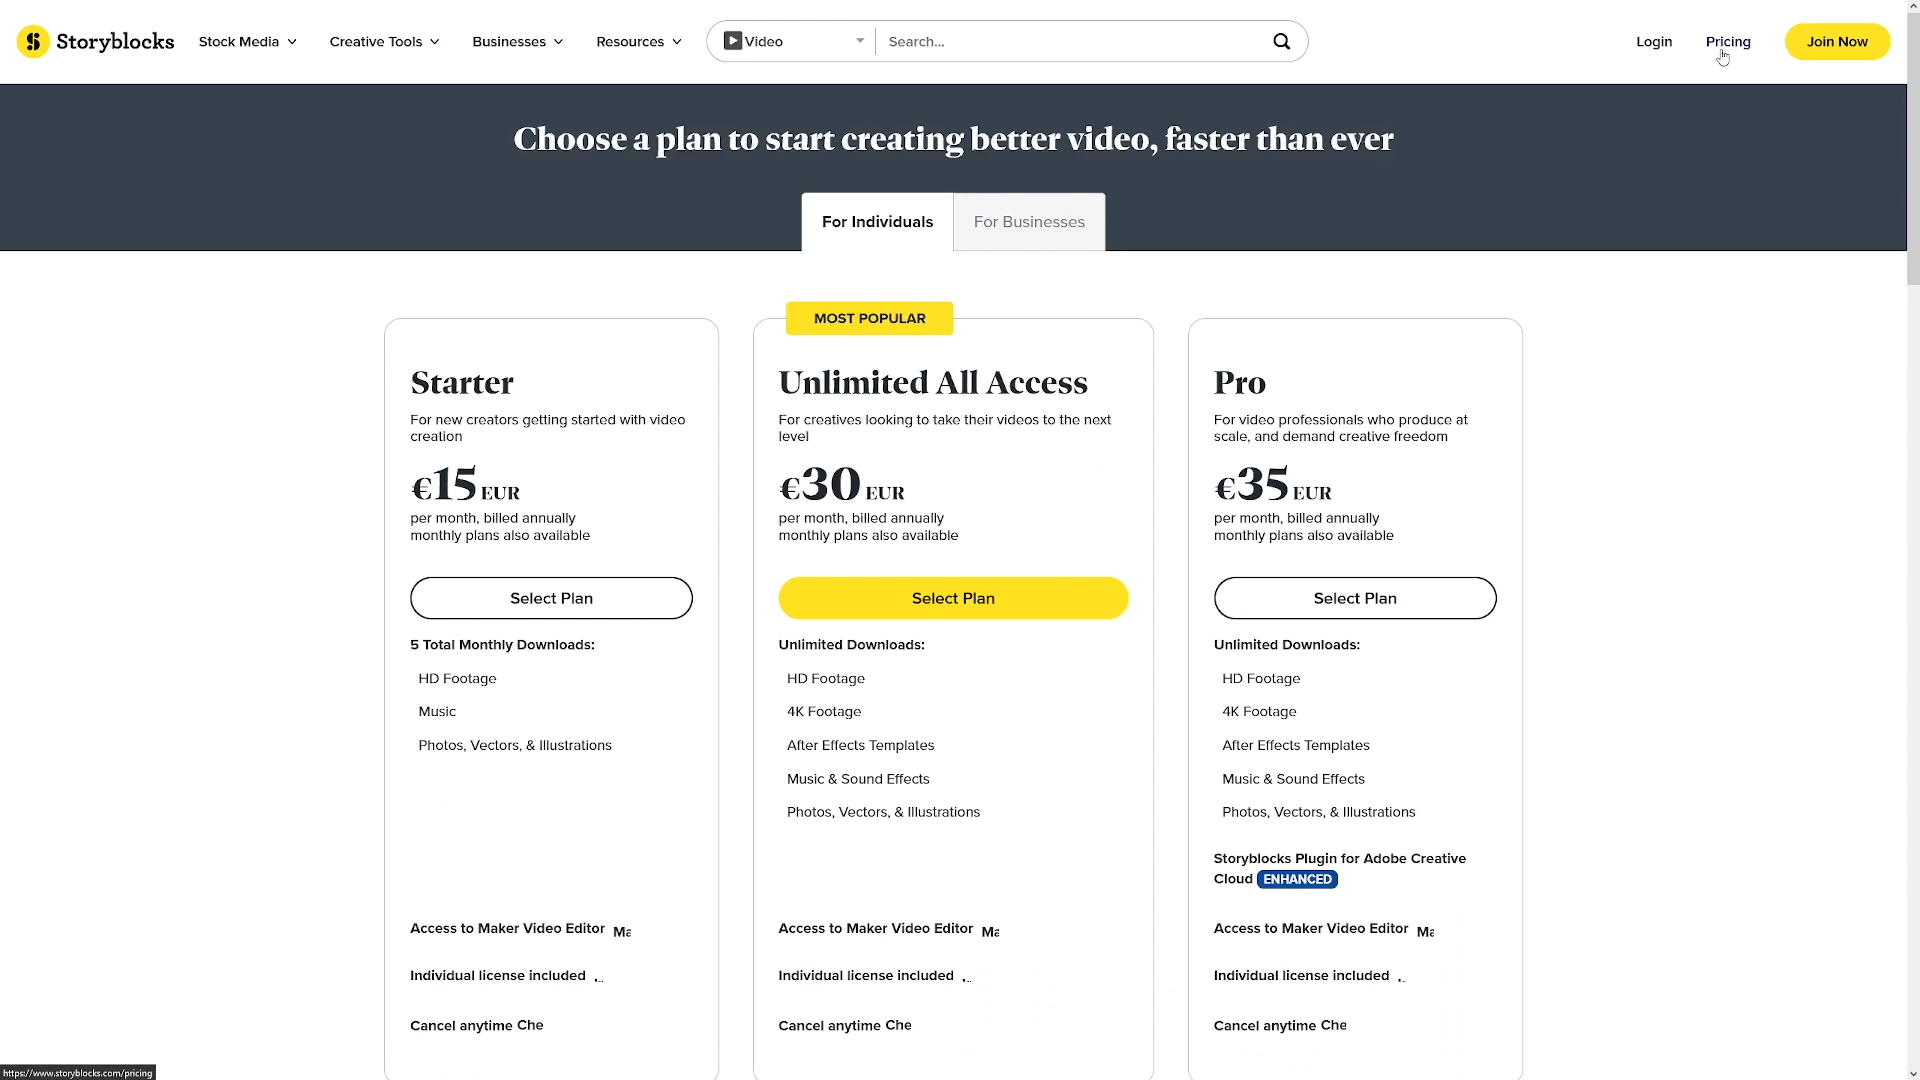 Storyblocks
Stock Media
Creative Tools
Businesses
Resources
Video
Search...
Login
Pricing
Join Now
Choose a plan to start creating better video, faster than ever
For Individuals
For Businesses
MOST POPULAR
Starter
For new creators getting started with video
creation
€15 EUR
per month, billed annually
monthly plans also available
Select Plan
5 Total Monthly Downloads:
HD Footage
Music
Photos, Vectors, & Illustrations
Access to Maker Video Editor Ma
Individual license included
Cancel anytime Che
Unlimited All Access
For creatives looking to take their videos to the next
level
€30 EUR
per month, billed annually
monthly plans also available
Select Plan
Unlimited Downloads:
HD Footage
4K Footage
After Effects Templates
Music & Sound Effects
Photos, Vectors, & Illustrations
Access to Maker Video Editor Ma
Individual license included
Cancel anytime Che
Pro
For video professionals who produce at
scale, and demand creative freedom
€35 EUR
per month, billed annually
monthly plans also available
Select Plan
Unlimited Downloads:
HD Footage
4K Footage
After Effects Templates
Music & Sound Effects
Photos, Vectors, & Illustrations
Storyblocks Plugin for Adobe Creative
Cloud ENHANCED
Access to Maker Video Editor Ma
Individual license included
Cancel anytime Che
https://www.storyblocks.com/pricing